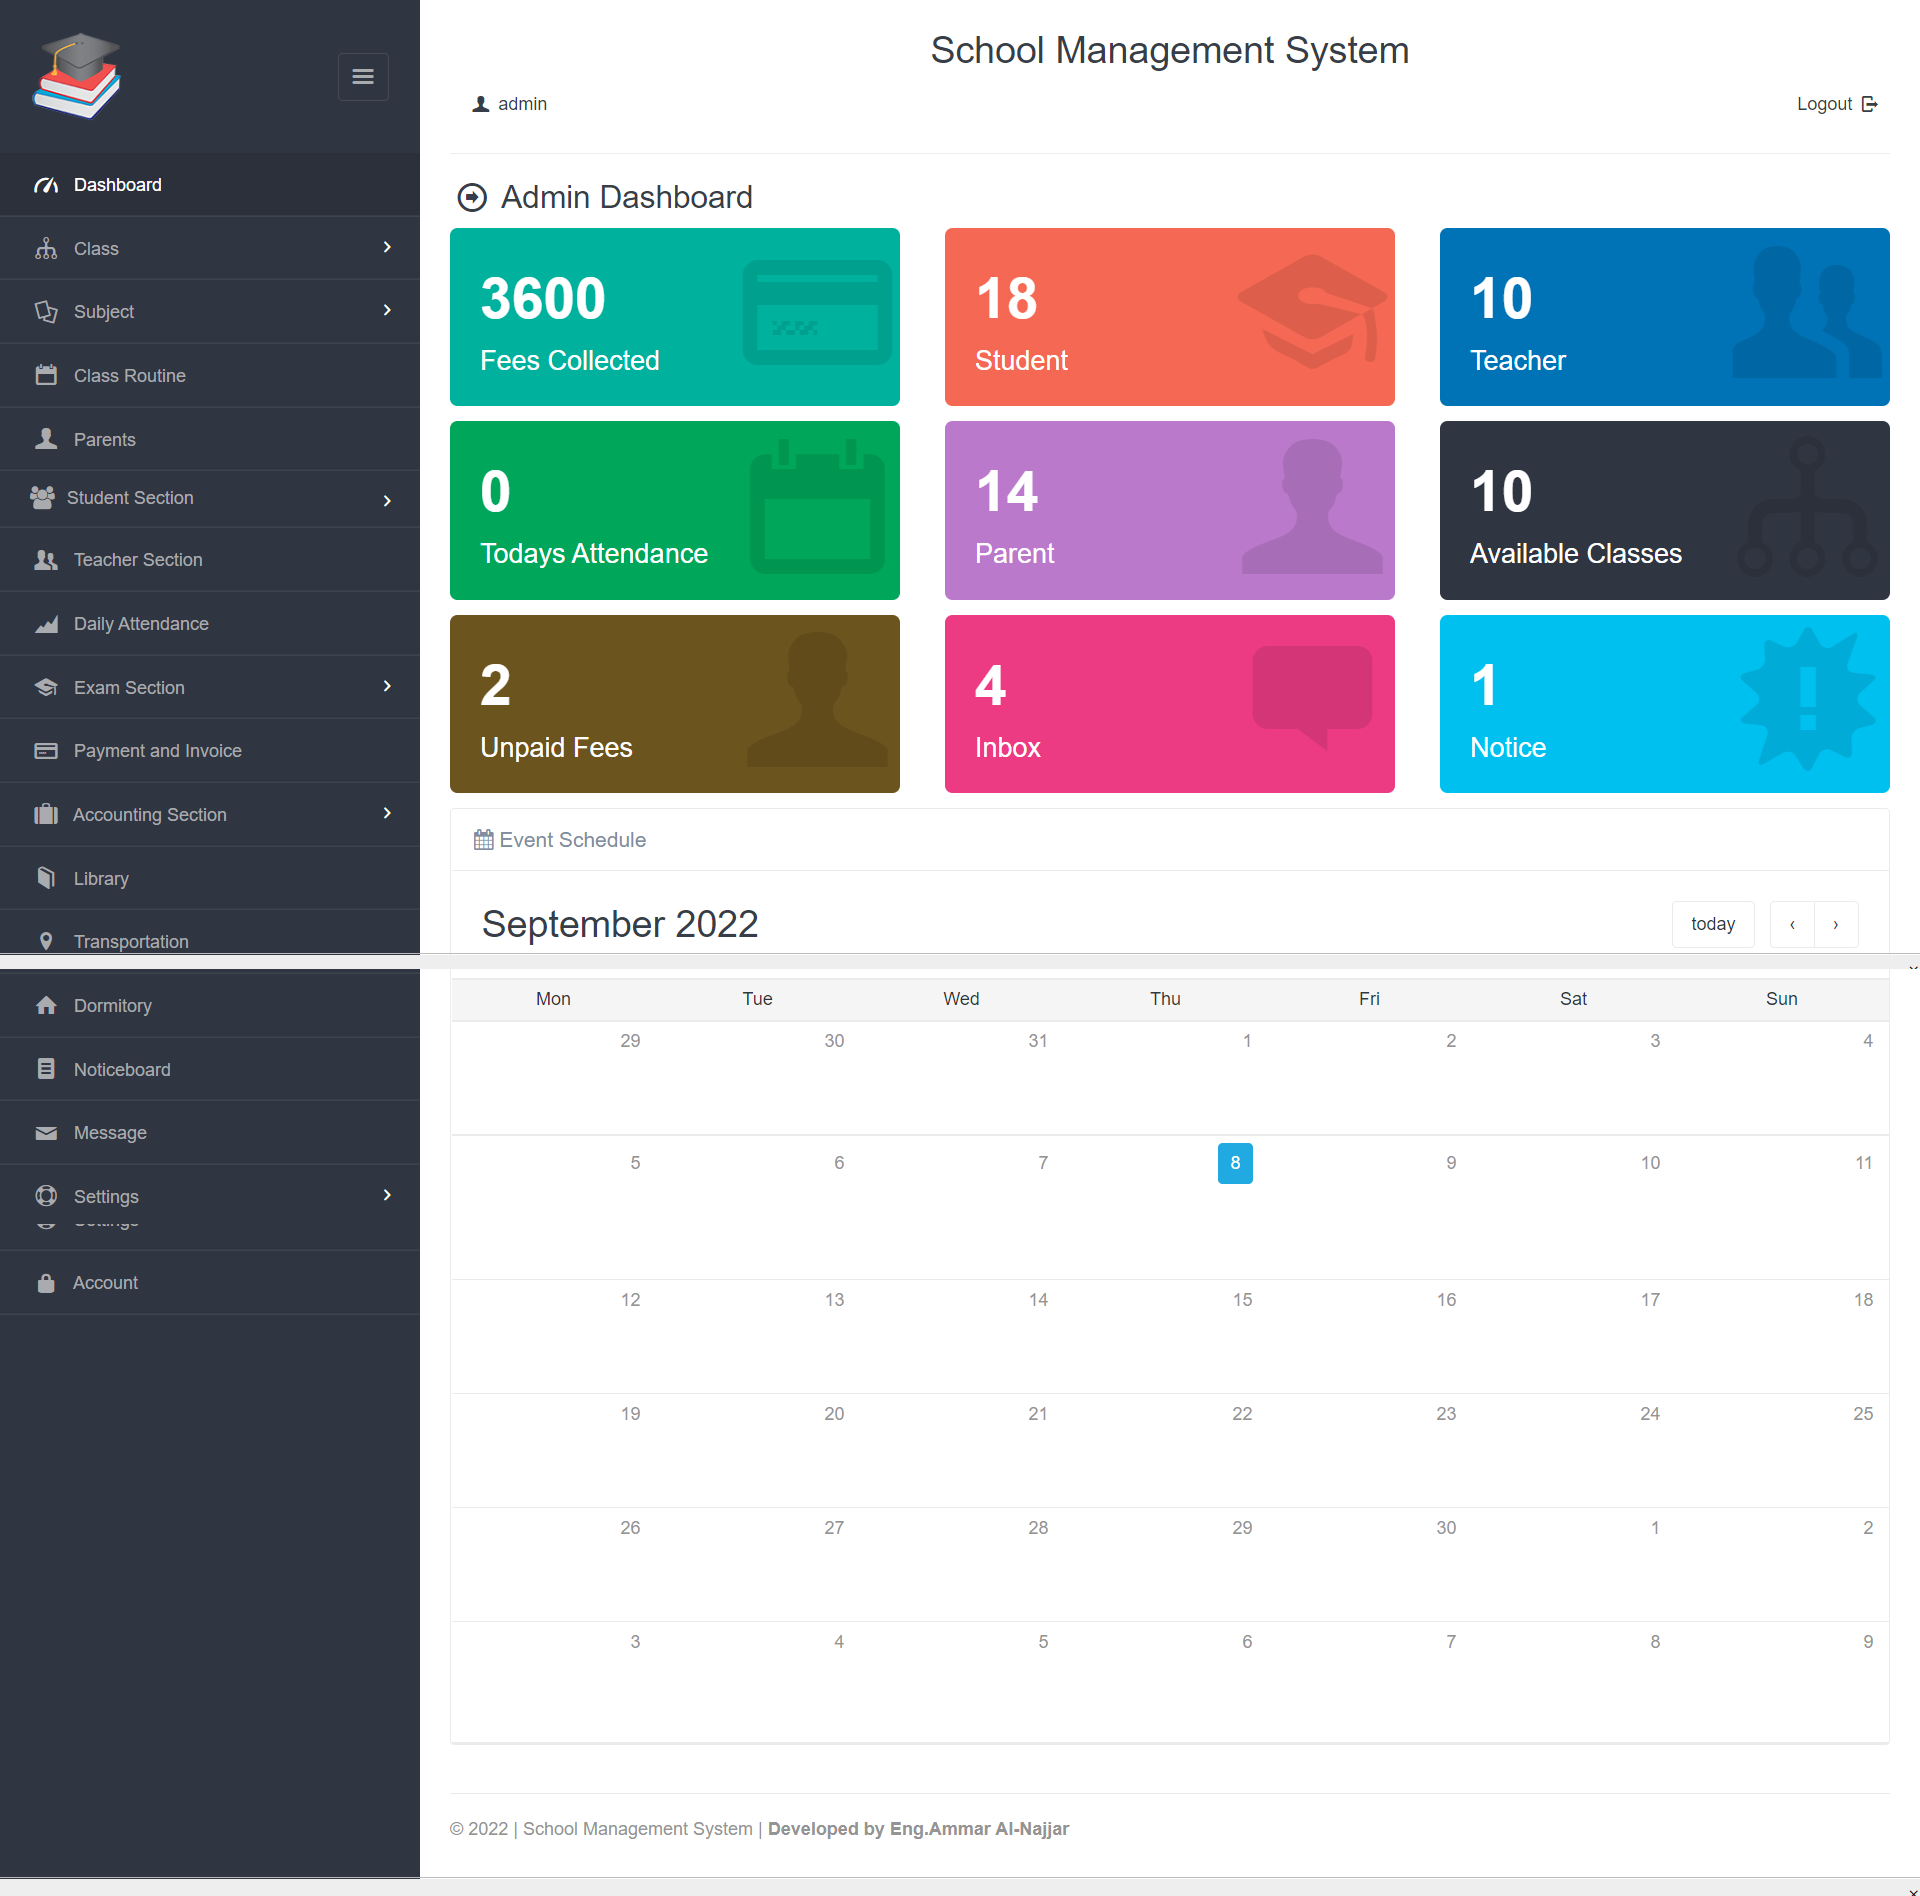 School Management System
admin
Logout
Dashboard
Class
Subject
Class Routine
Parents
Student Section
Teacher Section
Daily Attendance
Exam Section
Payment and Invoice
Accounting Section
Library
Transportation
Dormitory
Noticeboard
Message
Settings
Account
Admin Dashboard
3600
Fees Collected
18
Student
10
Teacher
0
Todays Attendance
14
Parent
10
Available Classes
2
Unpaid Fees
4
Inbox
1
Notice
Event Schedule
September 2022
today ‹ ›
Mon Tue Wed Thu Fri Sat Sun
29 30 31 1 2 3 4
5 6 7 8 9 10 11
12 13 14 15 16 17 18
19 20 21 22 23 24 25
26 27 28 29 30 1 2
3 4 5 6 7 8 9
© 2022 | School Management System | Developed by Eng.Ammar Al-Najjar